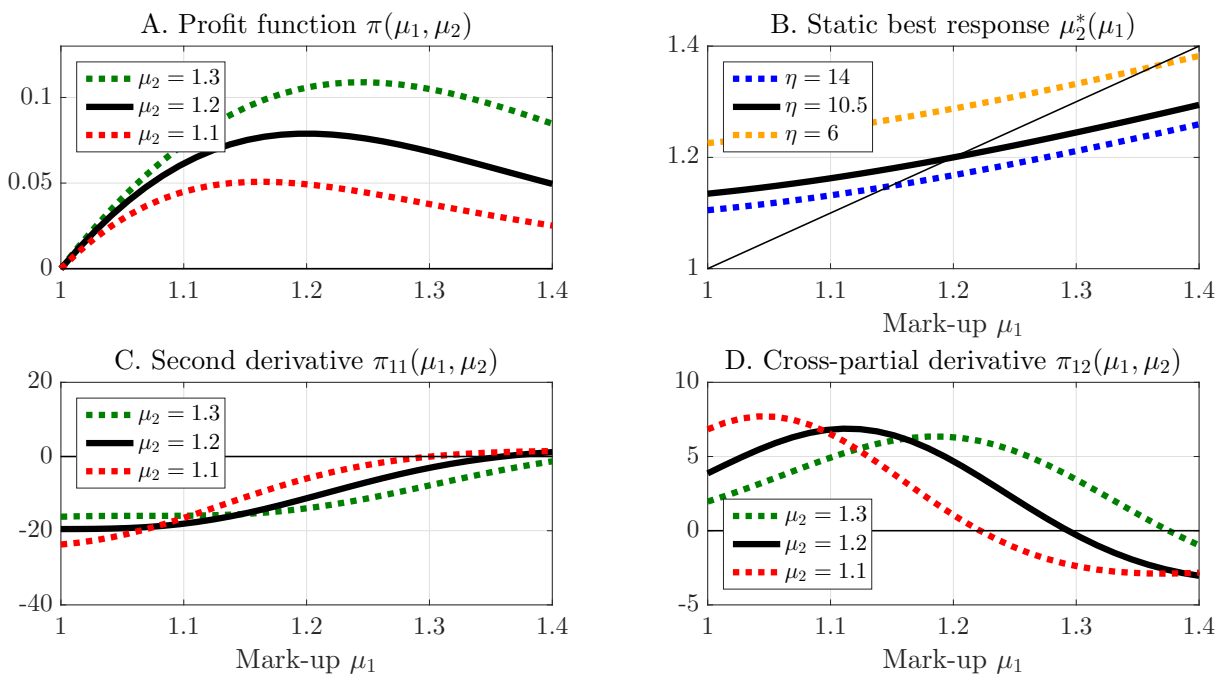 A. Profit function π(μ₁, μ₂)
μ₂ = 1.3
μ₂ = 1.2
μ₂ = 1.1
0.1
0.05
0
1 1.1 1.2 1.3 1.4
B. Static best response μ₂*(μ₁)
η = 14
η = 10.5
η = 6
1.4
1.2
1
1 1.1 1.2 1.3 1.4
Mark-up μ₁
C. Second derivative π₁₁(μ₁, μ₂)
μ₂ = 1.3
μ₂ = 1.2
μ₂ = 1.1
20
0
-20
-40
1 1.1 1.2 1.3 1.4
Mark-up μ₁
D. Cross-partial derivative π₁₂(μ₁, μ₂)
10
5
0
-5
μ₂ = 1.3
μ₂ = 1.2
μ₂ = 1.1
1 1.1 1.2 1.3 1.4
Mark-up μ₁